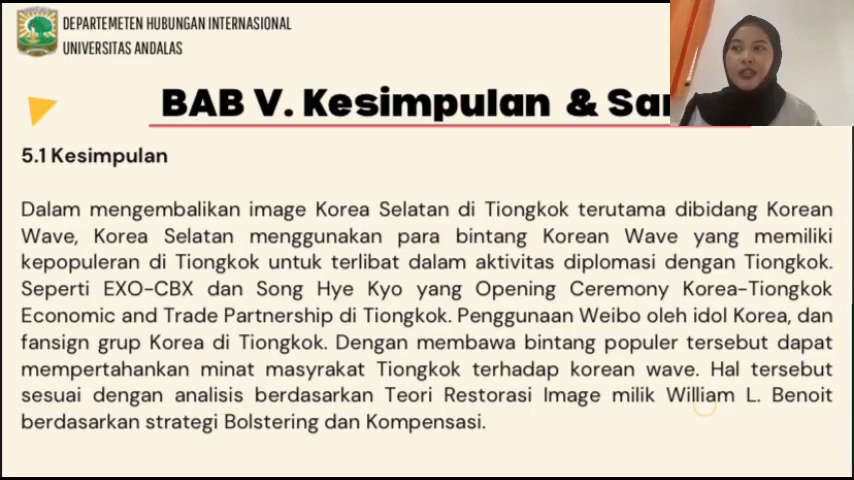 DEPARTEMETEN HUBUNGAN INTERNASIONAL
UNIVERSITAS ANDALAS
BAB V. Kesimpulan & Sa
5.1 Kesimpulan
Dalam mengembalikan image Korea Selatan di Tiongkok terutama dibidang Korean
Wave, Korea Selatan menggunakan para bintang Korean Wave yang memiliki
kepopuleran di Tiongkok untuk terlibat dalam aktivitas diplomasi dengan Tiongkok.
Seperti EXO-CBX dan Song Hye Kyo yang Opening Ceremony Korea-Tiongkok
Economic and Trade Partnership di Tiongkok. Penggunaan Weibo oleh idol Korea, dan
fansign grup Korea di Tiongkok. Dengan membawa bintang populer tersebut dapat
mempertahankan minat masyrakat Tiongkok terhadap korean wave. Hal tersebut
sesuai dengan analisis berdasarkan Teori Restorasi Image milik William L. Benoit
berdasarkan strategi Bolstering dan Kompensasi.